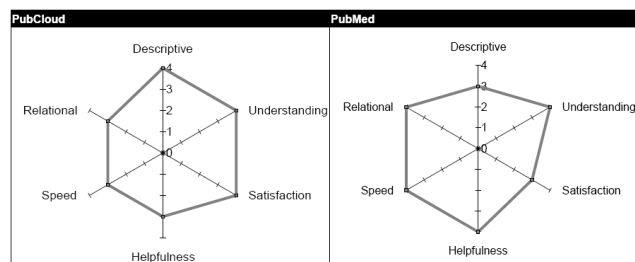 PubCloud
Descriptive
4
3
2
1
0
Relational
Understanding
Speed
Satisfaction
Helpfulness
PubMed
Descriptive
4
3
2
1
0
Relational
Understanding
Speed
Satisfaction
Helpfulness